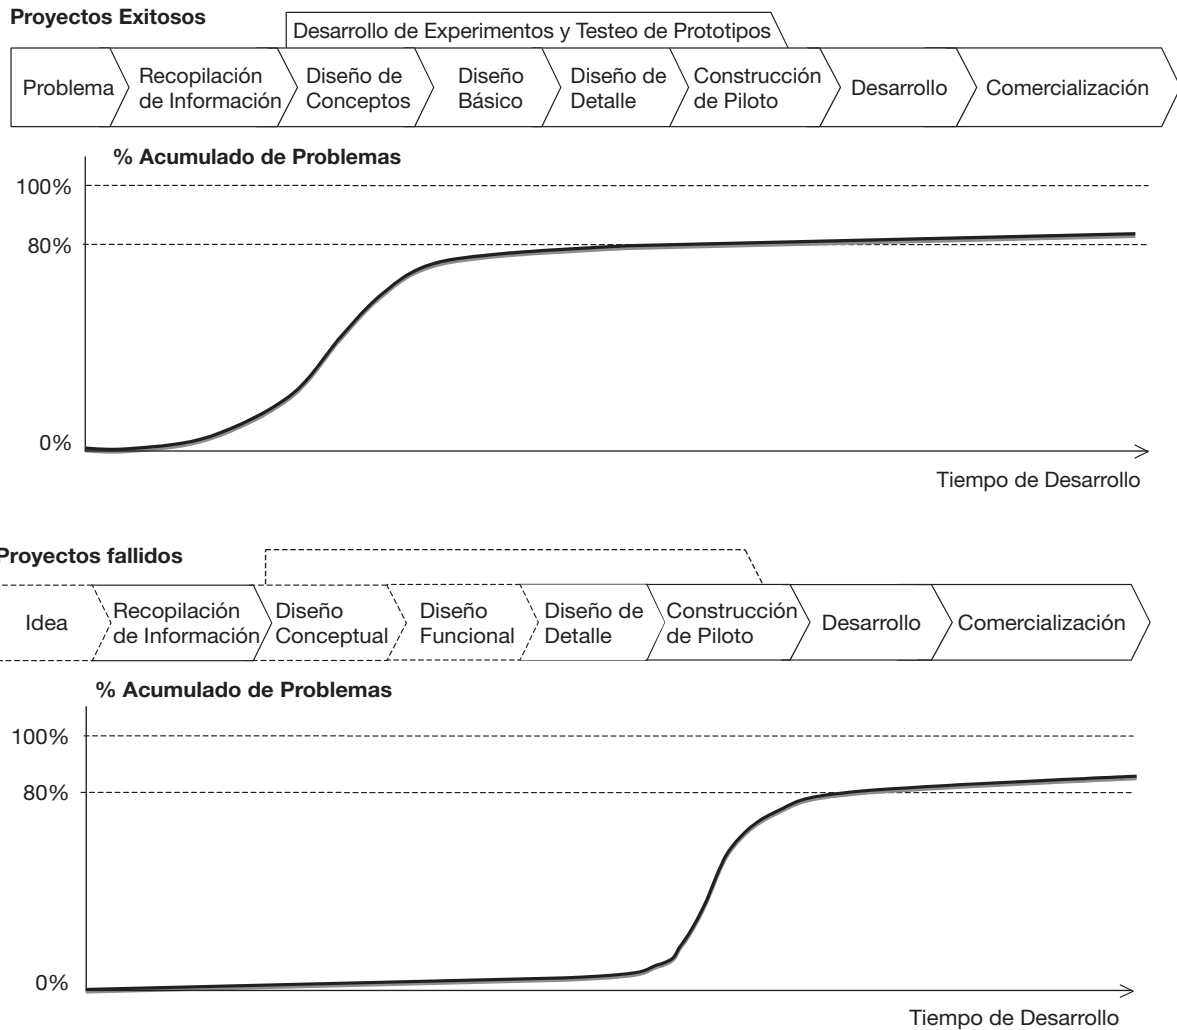 Proyectos Exitosos
Desarrollo de Experimentos y Testeo de Prototipos
Problema
Recopilación
de Información
Diseño de
Conceptos
Diseño
Básico
Diseño de
Detalle
Construcción
de Piloto
Desarrollo
Comercialización
% Acumulado de Problemas
100%
80%
0%
Tiempo de Desarrollo
Proyectos fallidos
Idea
Recopilación
de Información
Diseño
Conceptual
Diseño
Funcional
Diseño de
Detalle
Construcción
de Piloto
Desarrollo
Comercialización
% Acumulado de Problemas
100%
80%
0%
Tiempo de Desarrollo